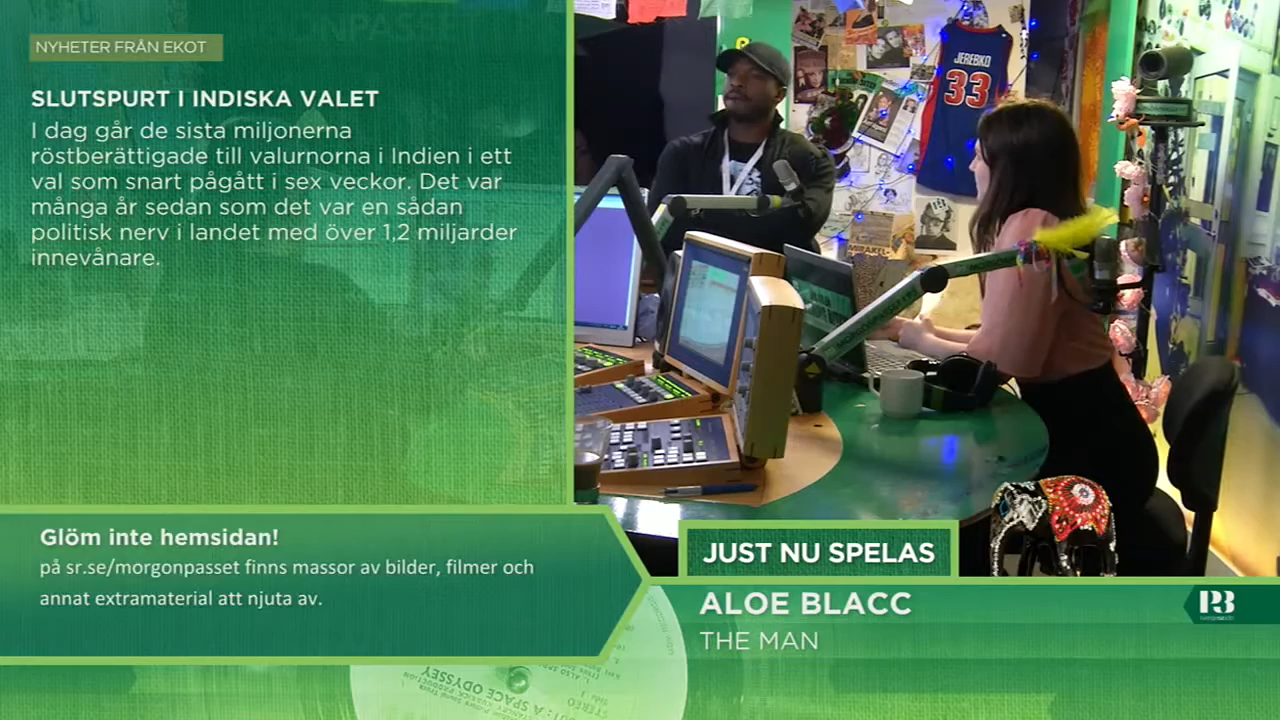 NYHETER FRÅN EKOT
SLUTSPURT I INDISKA VALET
I dag går de sista miljonerna
röstberättigade till valurnorna i Indien i ett
val som snart pågått i sex veckor. Det var
många år sedan som det var en sådan
politisk nerv i landet med över 1,2 miljarder
innevånare.
JEREBKO
33
MIRAKEL
Glöm inte hemsidan!
på sr.se/morgonpasset finns massor av bilder, filmer och
annat extramaterial att njuta av.
JUST NU SPELAS
ALOE BLACC
THE MAN
P3
A SPACE ODYSSEY
STEREO